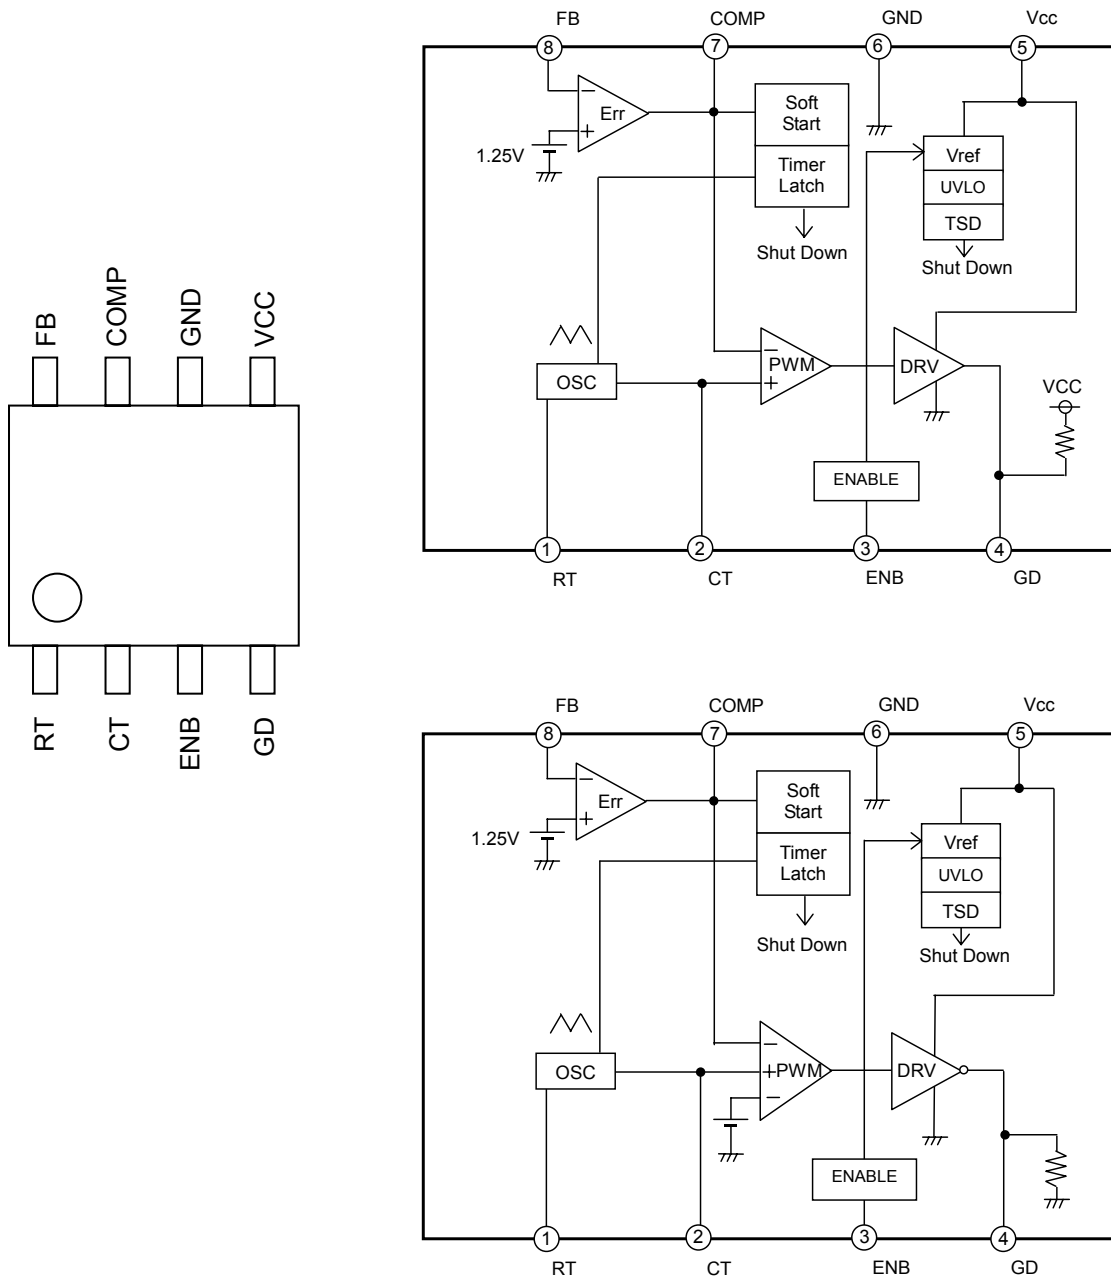 FB
COMP
GND
VCC
RT
CT
ENB
GD
FB
COMP
GND
Vcc
8
7
6
5
−
Err
+
1.25V
Soft
Start
Timer
Latch
Shut Down
Vref
UVLO
TSD
Shut Down
OSC
−
PWM
+
DRV
VCC
ENABLE
1
2
3
4
RT
CT
ENB
GD
FB
COMP
GND
Vcc
8
7
6
5
−
Err
+
1.25V
Soft
Start
Timer
Latch
Shut Down
Vref
UVLO
TSD
Shut Down
OSC
−
+PWM
−
DRV
ENABLE
1
2
3
4
RT
CT
ENB
GD